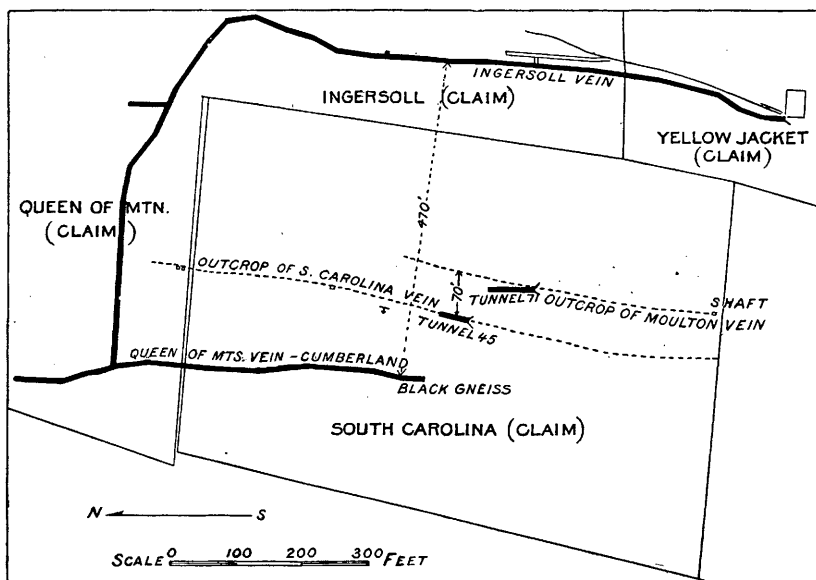 INGERSOLL VEIN
INGERSOLL (CLAIM)
YELLOW JACKET
(CLAIM)
QUEEN OF MTN.
(CLAIM)
470'
OUTCROP OF S. CAROLINA VEIN
70'
TUNNEL 71
OUTCROP OF MOULTON VEIN
SHAFT
TUNNEL 45
QUEEN OF MTS. VEIN - CUMBERLAND
BLACK GNEISS
SOUTH CAROLINA (CLAIM)
N S
SCALE 0 100 200 300 FEET